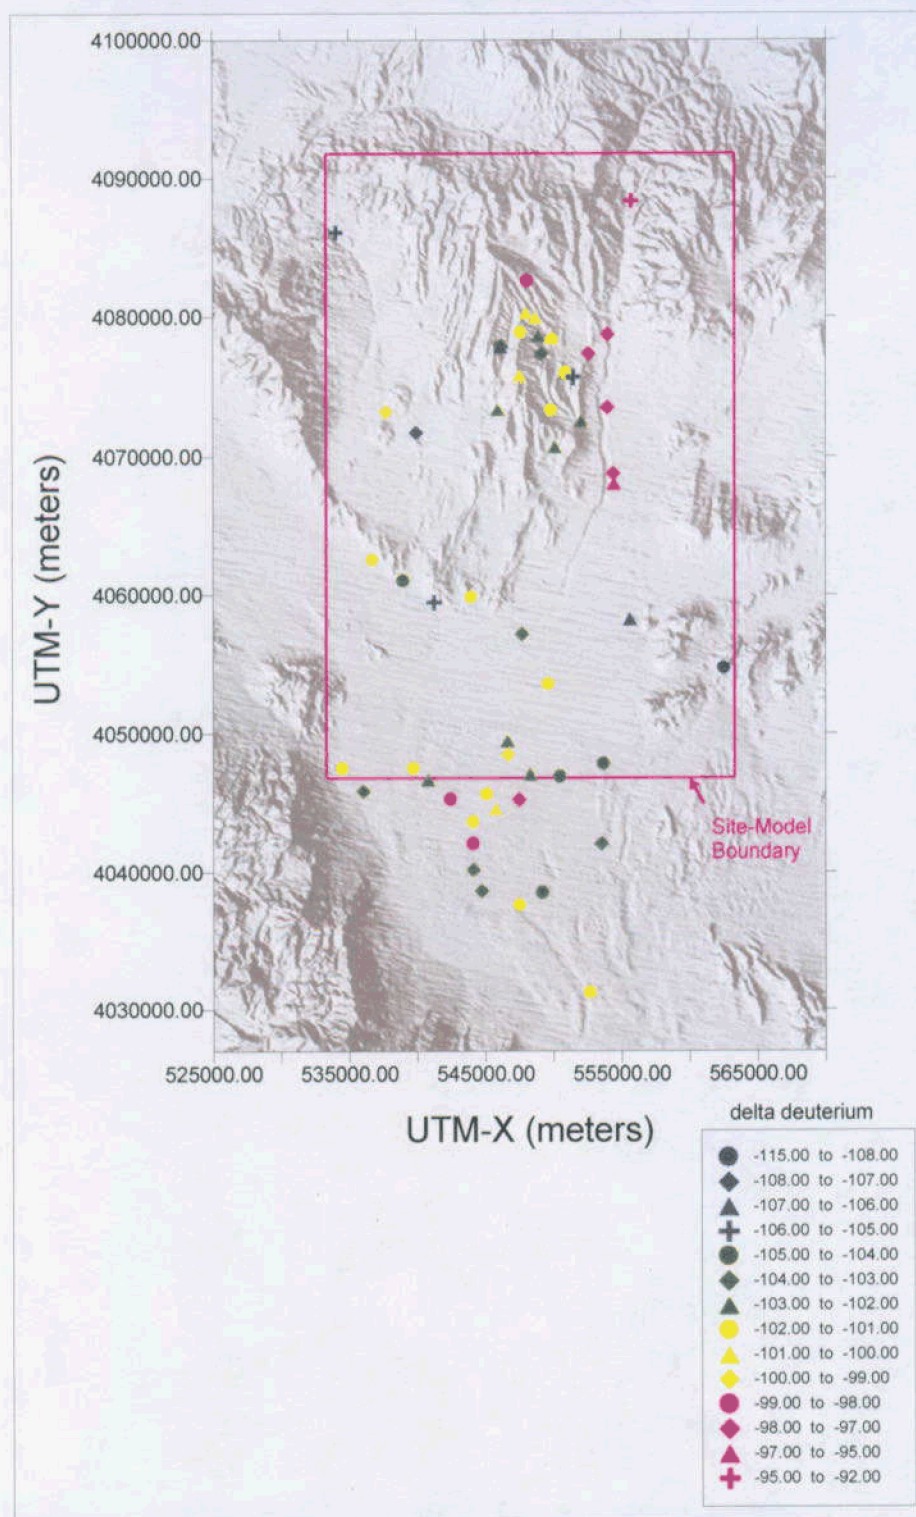 4100000.00
4090000.00
4080000.00
4070000.00
4060000.00
4050000.00
4040000.00
4030000.00
UTM-Y (meters)
Site-Model
Boundary
525000.00 535000.00 545000.00 555000.00 565000.00
UTM-X (meters)
delta deuterium
-115.00 to -108.00
-108.00 to -107.00
-107.00 to -106.00
-106.00 to -105.00
-105.00 to -104.00
-104.00 to -103.00
-103.00 to -102.00
-102.00 to -101.00
-101.00 to -100.00
-100.00 to -99.00
-99.00 to -98.00
-98.00 to -97.00
-97.00 to -95.00
-95.00 to -92.00